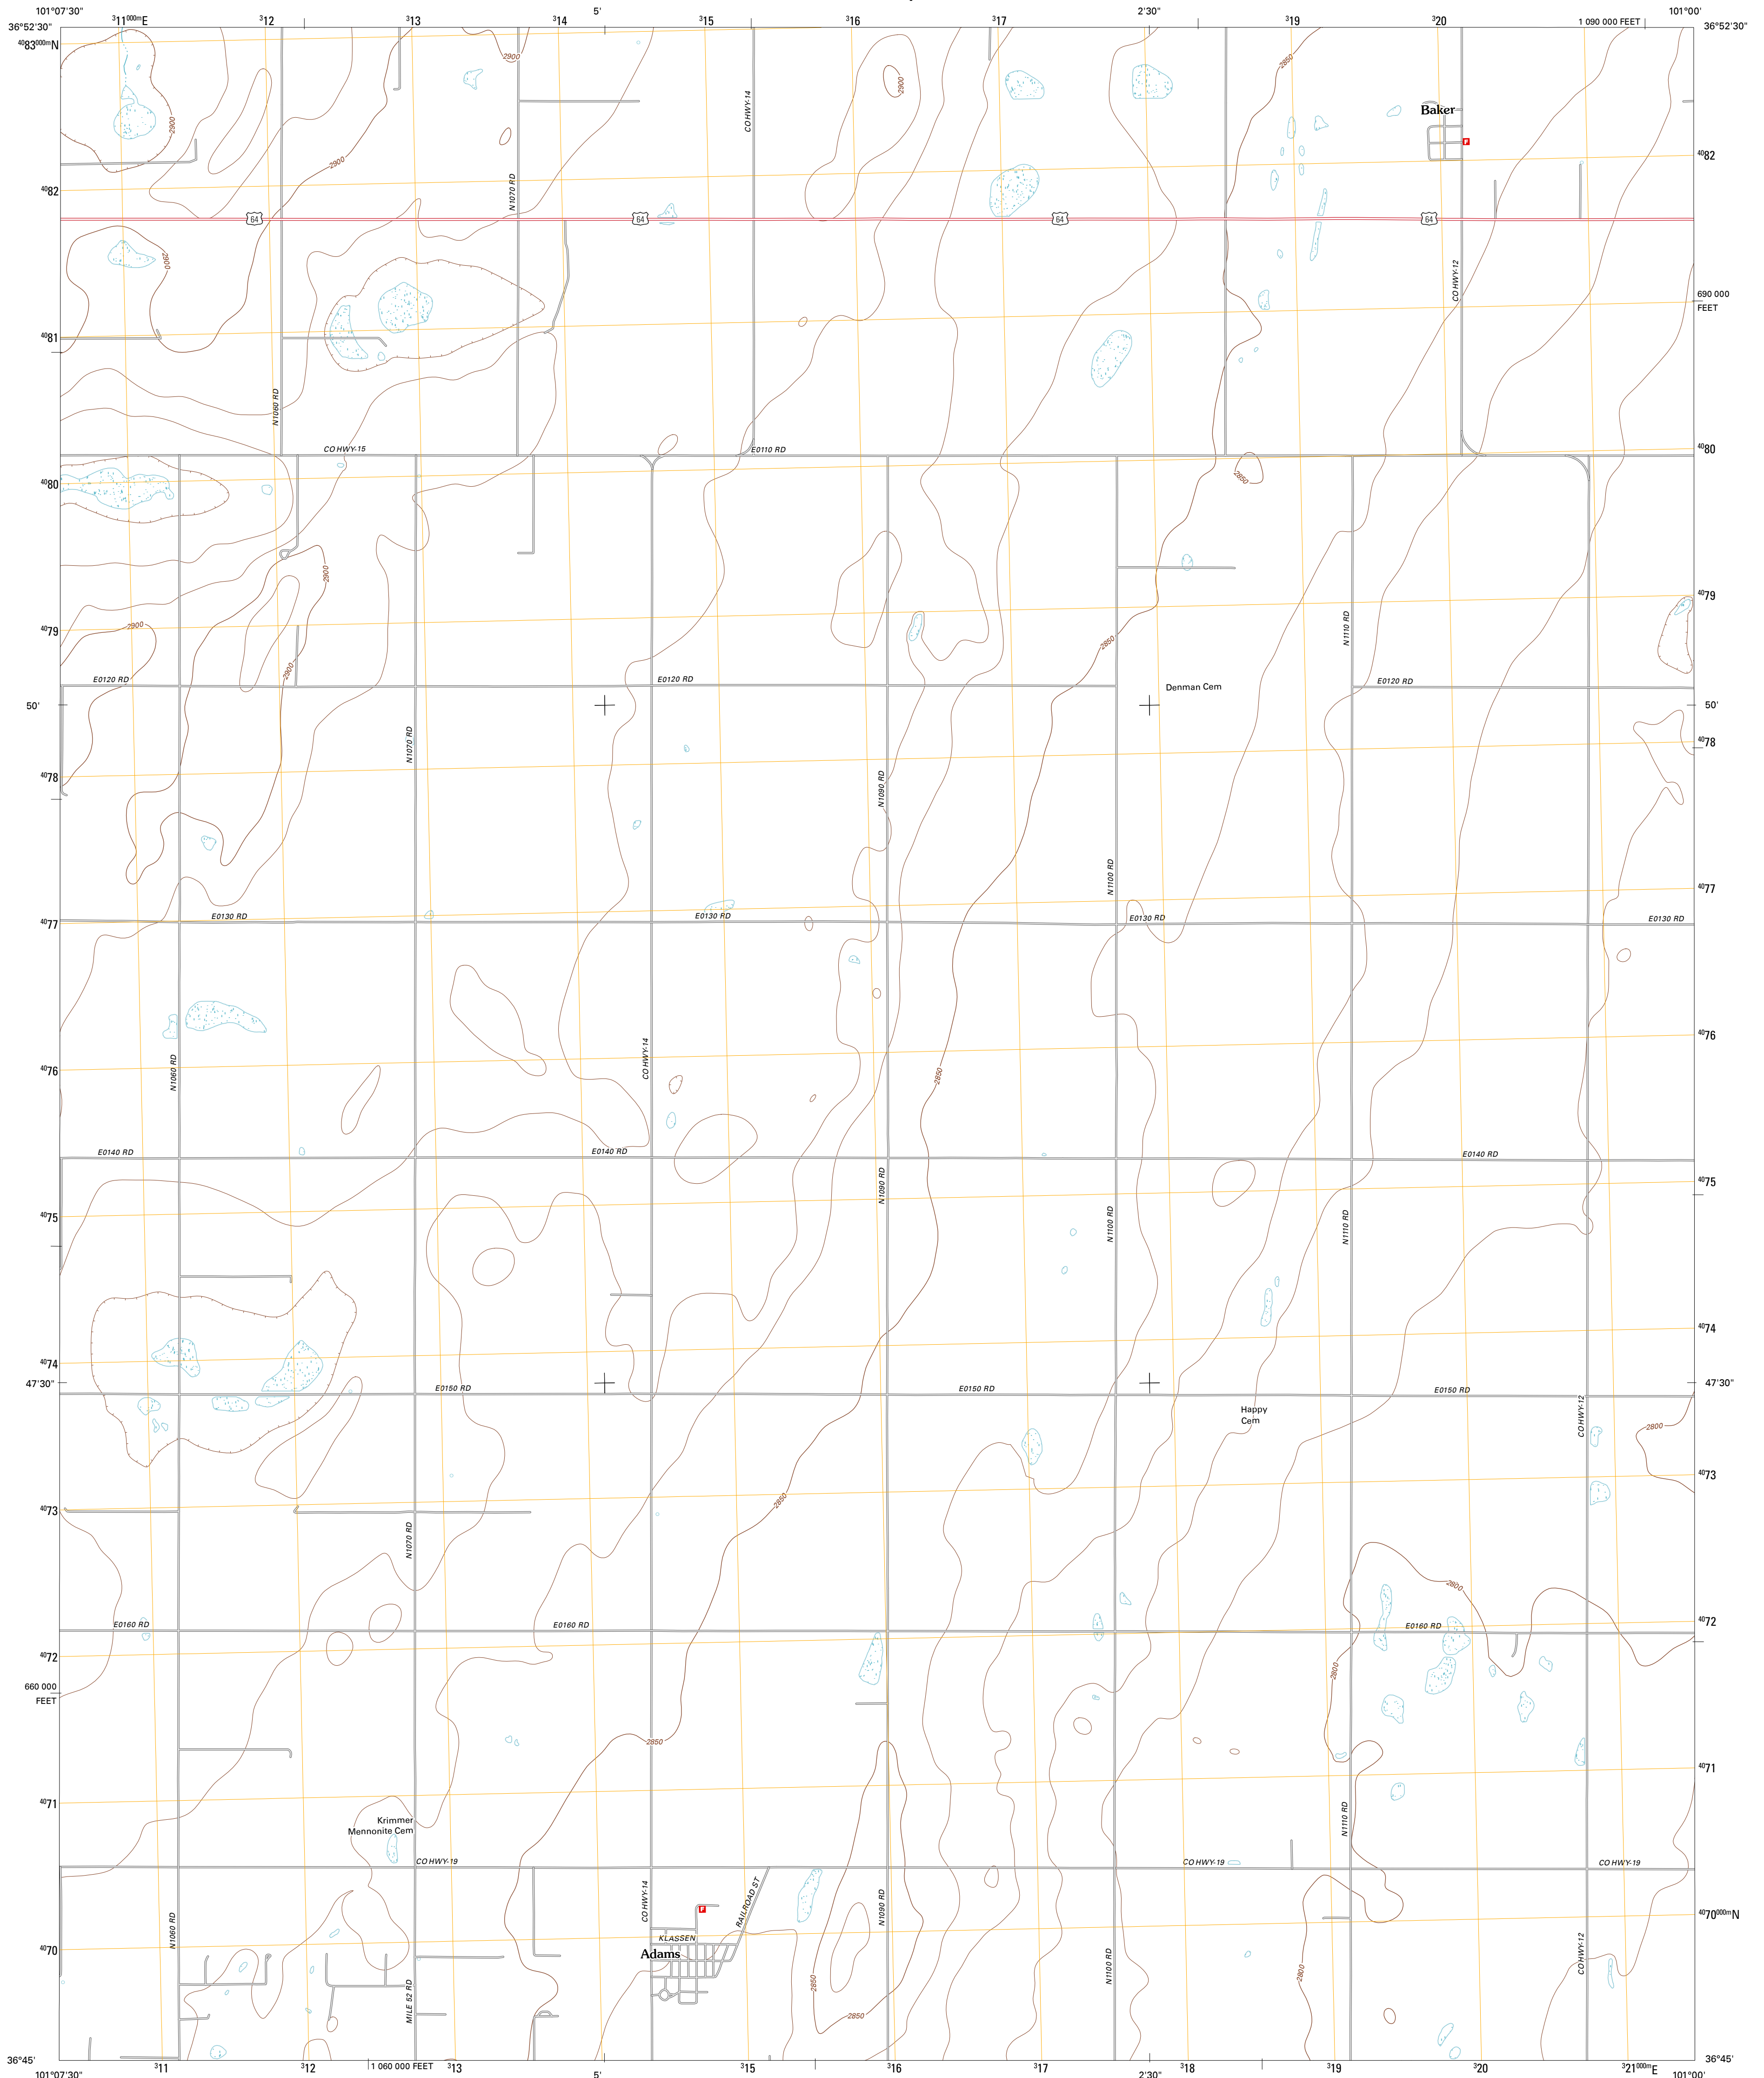 101°07'30"
³11⁰⁰⁰ᵐE
³12
³13
³14
5'
³15
³16
³17
2'30"
³19
³20
1 090 000 FEET
101°00'
36°52'30"
36°52'30"
⁴⁰83⁰⁰⁰ᵐN
2900
2850
2900
CO HWY-14
Baker
F
2900
2900
⁴⁰82
⁴⁰82
N1070 RD
64
64
64
64
2900
CO HWY-12
690 000
FEET
⁴⁰81
N1060 RD
CO HWY-15
E0110 RD
⁴⁰80
⁴⁰80
2850
2900
⁴⁰79
⁴⁰79
2900
N1110 RD
2850
2900
E0120 RD
E0120 RD
E0120 RD
Denman Cem
50'
50'
N1070 RD
⁴⁰78
⁴⁰78
N1090 RD
N1100 RD
⁴⁰77
⁴⁰77
E0130 RD
E0130 RD
E0130 RD
E0130 RD
⁴⁰76
⁴⁰76
N1060 RD
CO HWY-14
2850
E0140 RD
E0140 RD
E0140 RD
⁴⁰75
⁴⁰75
N1090 RD
N1100 RD
N1110 RD
⁴⁰74
⁴⁰74
47'30"
47'30"
E0150 RD
E0150 RD
E0150 RD
Happy
Cem
CO HWY-12
2800
⁴⁰73
⁴⁰73
2850
N1070 RD
2800
E0160 RD
E0160 RD
E0160 RD
⁴⁰72
⁴⁰72
2800
660 000
FEET
2850
⁴⁰71
⁴⁰71
Krimmer
Mennonite Cem
N1110 RD
CO HWY-19
CO HWY-19
CO HWY-19
CO HWY-14
F
RAILROAD ST
N1090 RD
⁴⁰70⁰⁰⁰ᵐN
N1060 RD
KLASSEN
⁴⁰70
Adams
N1100 RD
2800
CO HWY-12
2850
MILE 52 RD
2850
36°45'
36°45'
101°07'30"
³11
³12
1 060 000 FEET
³13
5'
³15
³16
³17
2'30"
³18
³19
³20
³21⁰⁰⁰ᵐE
101°00'